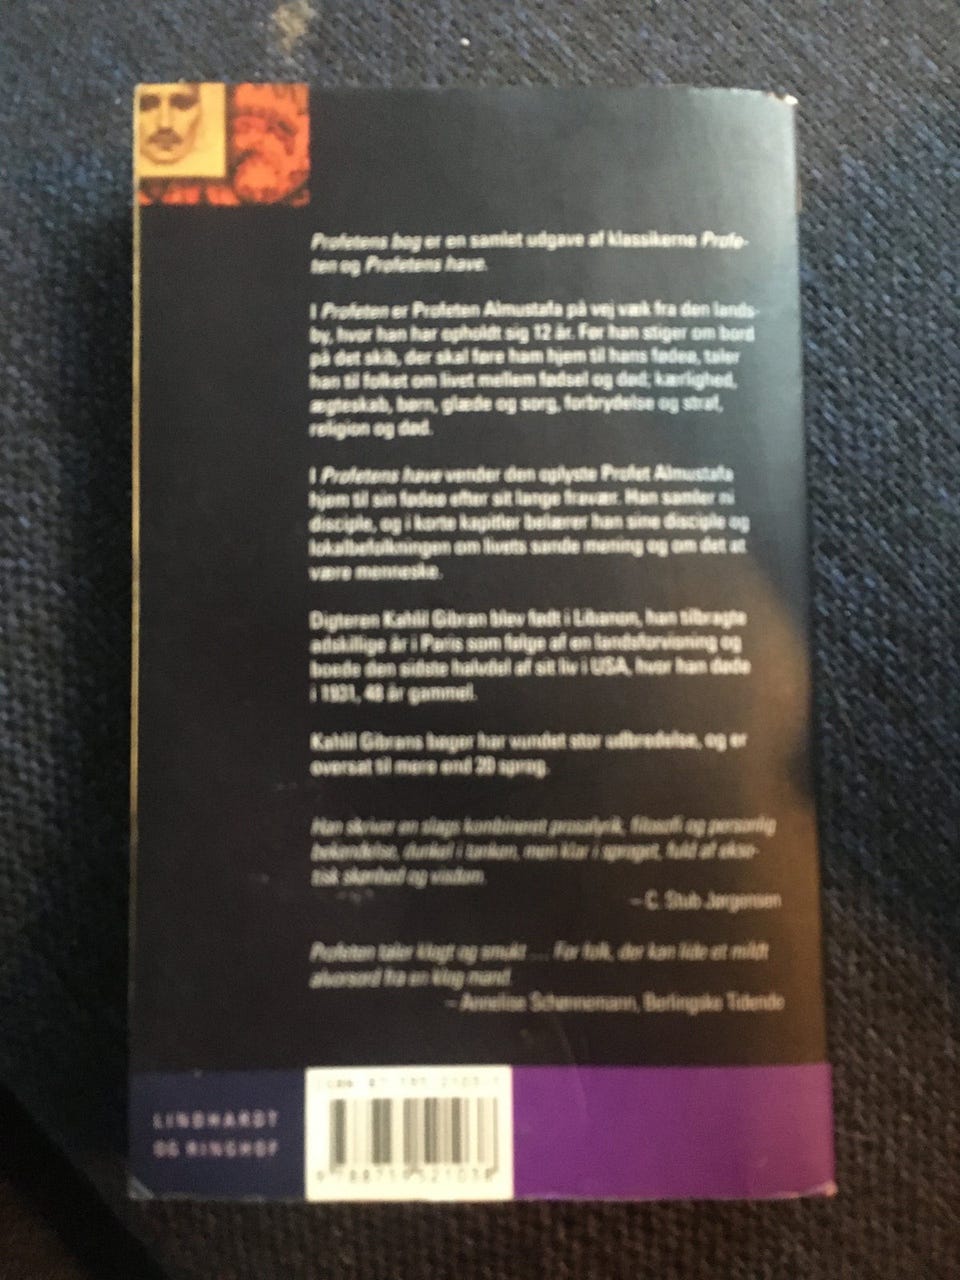 Profetens bog er en samlet udgave af klassikerne Profe-
ten og Profetens have.
I Profeten er Profeten Almustafa på vej væk fra den lands-
by, hvor han har opholdt sig 12 år. Før han stiger om bord
på det skib, der skal føre ham hjem til hans fødeø, taler
han til folket om livet mellem fødsel og død; kærlighed,
ægteskab, børn, glæde og sorg, forbrydelse og straf,
religion og død.
I Profetens have vender den oplyste Profet Almustafa
hjem til sin fødeø efter sit lange fravær. Han samler ni
disciple, og i korte kapitler belærer han sine disciple og
lokalbefolkningen om livets sande mening og om det at
være menneske.
Digteren Kahlil Gibran blev født i Libanon, han tilbragte
adskillige år i Paris som følge af en landsforvisning og
boede den sidste halvdel af sit liv i USA, hvor han døde
i 1931, 48 år gammel.
Kahlil Gibrans bøger har vundet stor udbredelse, og er
oversat til mere end 20 sprog.
Han skriver en slags kombineret prosalyrik, filosofi og personlig
bekendelse, dunkel i tanken, men klar i sproget, fuld af ekso-
tisk skønhed og visdom.
– C. Stub Jørgensen
Profeten taler klogt og smukt ... For folk, der kan lide et mildt
alvorsord fra en klog mand.
– Annelise Schønnemann, Berlingske Tidende
LINDHARDT
OG RINGHOF
ISBN 87-595-2103-
9788759521038